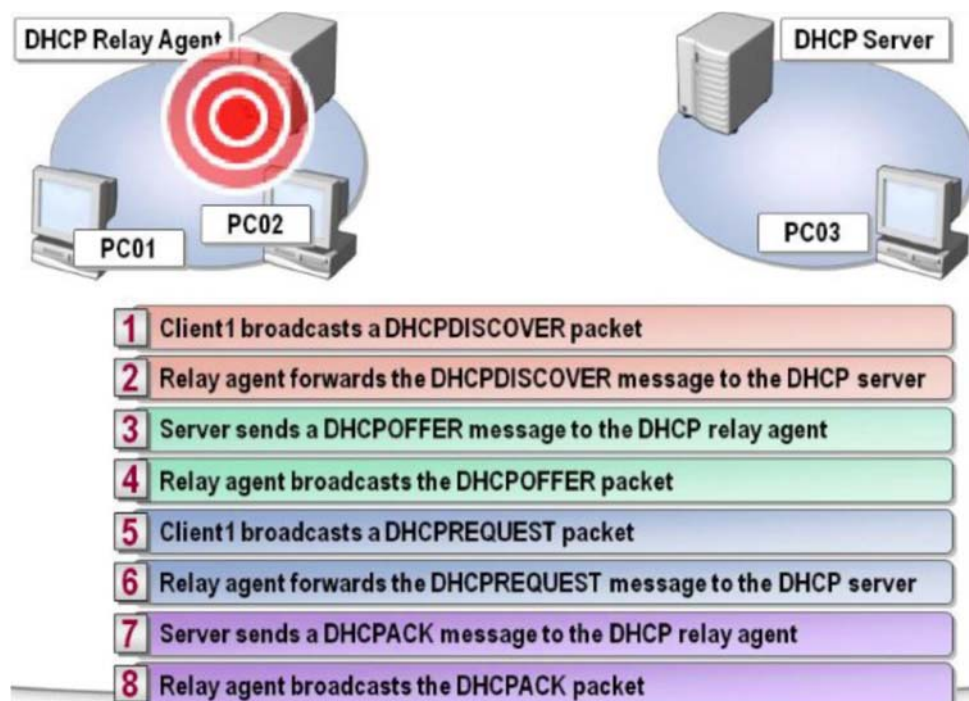 DHCP Relay Agent
DHCP Server
PC01
PC02
PC03
1 Client1 broadcasts a DHCPDISCOVER packet
2 Relay agent forwards the DHCPDISCOVER message to the DHCP server
3 Server sends a DHCPOFFER message to the DHCP relay agent
4 Relay agent broadcasts the DHCPOFFER packet
5 Client1 broadcasts a DHCPREQUEST packet
6 Relay agent forwards the DHCPREQUEST message to the DHCP server
7 Server sends a DHCPACK message to the DHCP relay agent
8 Relay agent broadcasts the DHCPACK packet